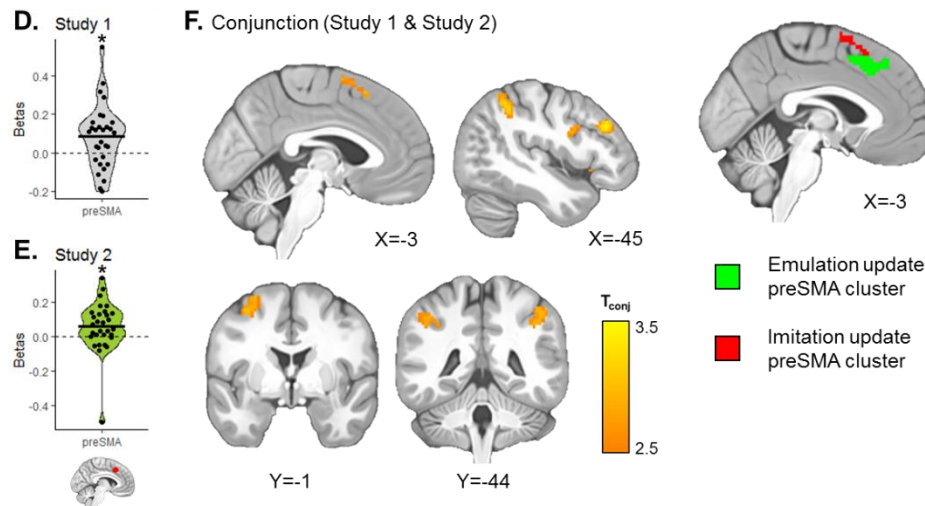 D. Study 1
*
Betas
0.4
0.2
0.0
-0.2
preSMA
E. Study 2
*
Betas
0.2
0.0
-0.2
-0.4
preSMA
F. Conjunction (Study 1 & Study 2)
X=-3
X=-45
Y=-1
Y=-44
Tconj
3.5
2.5
X=-3
Emulation update
preSMA cluster
Imitation update
preSMA cluster